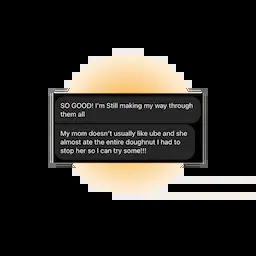 SO GOOD! I'm Still making my way through
them all
My mom doesn't usually like ube and she
almost ate the entire doughnut I had to
stop her so I can try some!!!